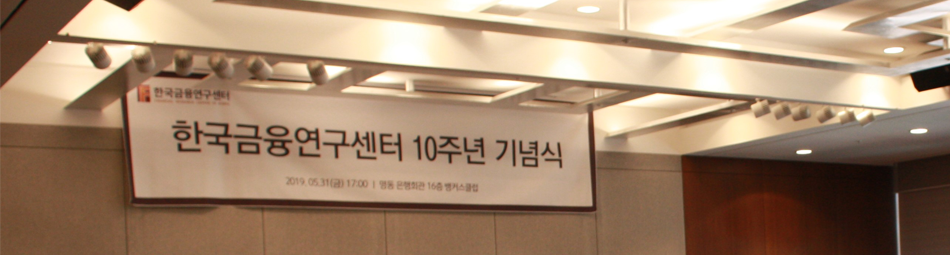 한국금융연구센터
한국금융연구센터 10주년 기념식
2019. 05.31(금) 17:00 | 명동 은행회관 16층 뱅커스클럽